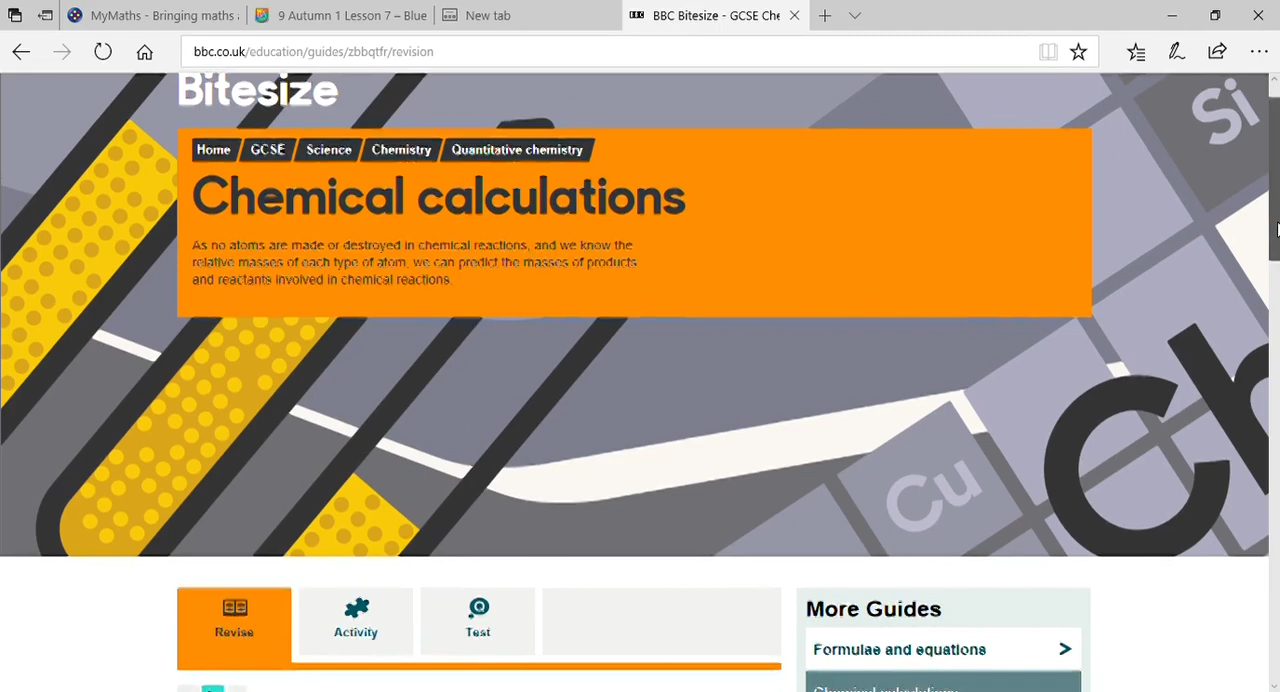 MyMaths - Bringing maths
9 Autumn 1 Lesson 7 – Blue
New tab
BBC Bitesize - GCSE Che
bbc.co.uk/education/guides/zbbqtfr/revision
Bitesize
Home
GCSE
Science
Chemistry
Quantitative chemistry
Chemical calculations
As no atoms are made or destroyed in chemical reactions, and we know the
relative masses of each type of atom, we can predict the masses of products
and reactants involved in chemical reactions.
Si
Cu
Ch
Revise
Activity
Test
More Guides
Formulae and equations